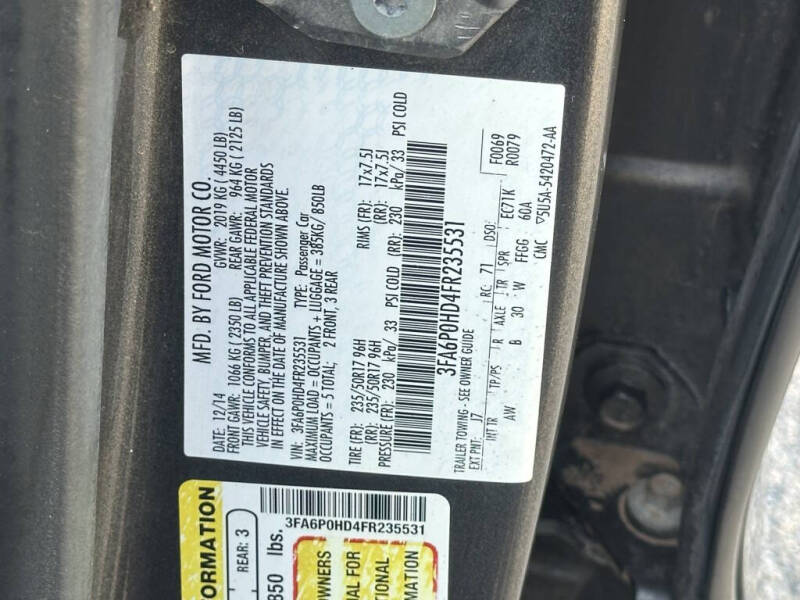 MFD. BY FORD MOTOR CO.
DATE: 12/14 GVWR: 2019 KG ( 4450 LB)
FRONT GAWR: 1066 KG ( 2350 LB) REAR GAWR: 964 KG ( 2125 LB)
THIS VEHICLE CONFORMS TO ALL APPLICABLE FEDERAL MOTOR
VEHICLE SAFETY, BUMPER, AND THEFT PREVENTION STANDARDS
IN EFFECT ON THE DATE OF MANUFACTURE SHOWN ABOVE.
VIN: 3FA6P0HD4FR235531 TYPE: Passenger Car
MAXIMUM LOAD = OCCUPANTS + LUGGAGE = 385KG/ 850LB
OCCUPANTS = 5 TOTAL; 2 FRONT, 3 REAR
TIRE (FR): 235/50R17 96H RIMS (FR): 17x7.5J
(RR): 235/50R17 96H (RR): 17x7.5J
PRESSURE (FR): 230 kPa/ 33 PSI COLD (RR): 230 kPa/ 33 PSI COLD
3FA6P0HD4FR235531
TRAILER TOWING- SEE OWNER GUIDE F0069
EXT PNT: J7 RC: 71 DSO: R0079
INT TR TP/PS R AXLE TR SPR EC71K
AW B 30 W FFGG 60A
CMC ▽5U5A-5420472-AA
3FA6P0HD4FR235531
FORMATION
REAR: 3
850 lbs.
OWNERS
AL FOR
TIONAL